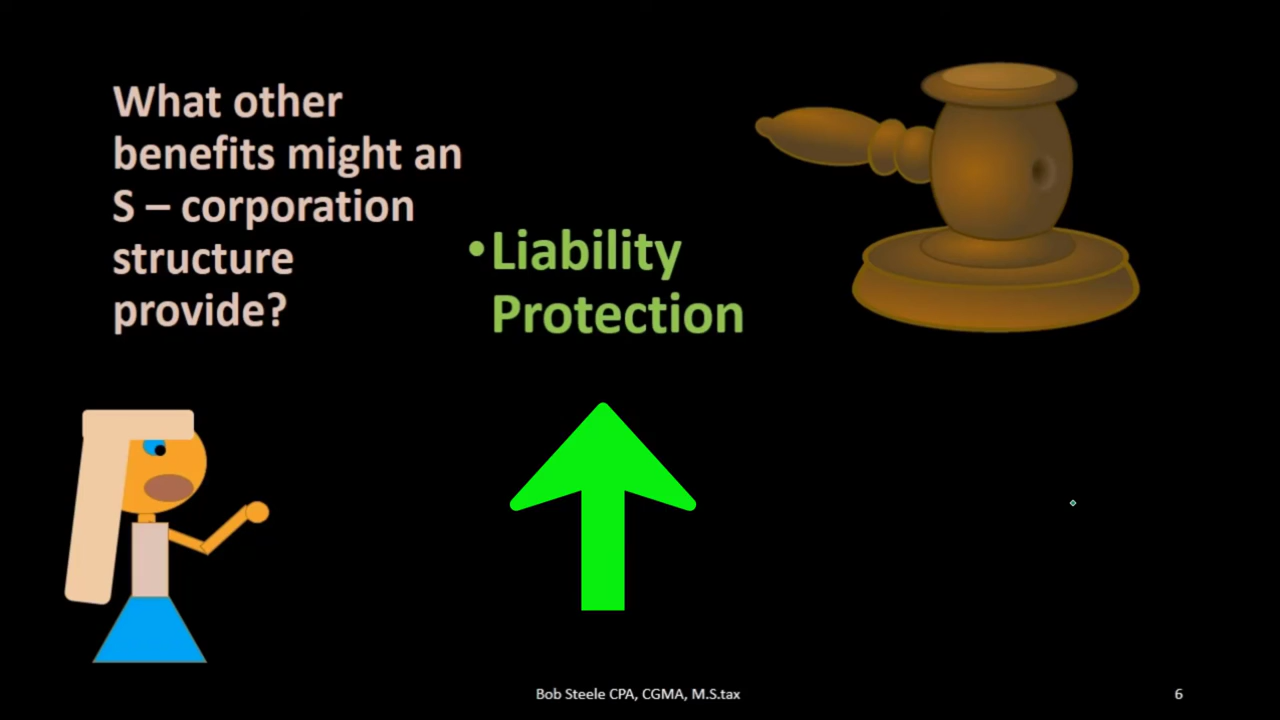 What other
benefits might an
S – corporation
structure
provide?
•Liability
Protection
Bob Steele CPA, CGMA, M.S.tax
6